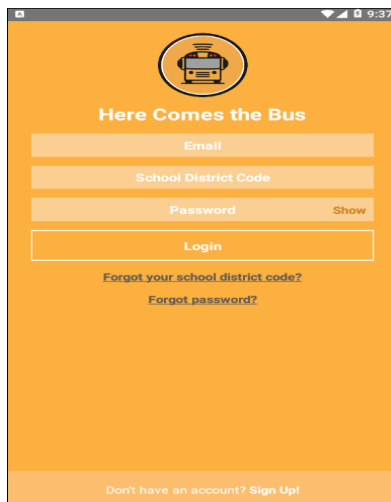 9:37
Here Comes the Bus
Email
School District Code
Password Show
Login
Forgot your school district code?
Forgot password?
Don't have an account? Sign Up!